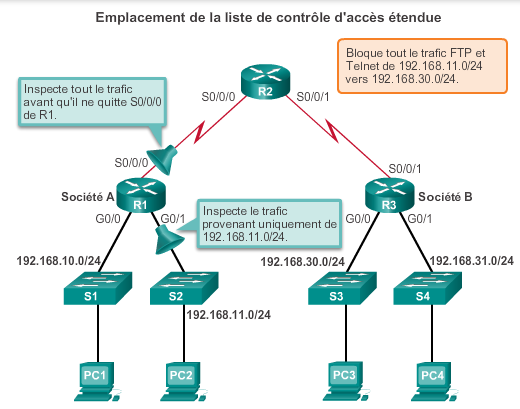 Emplacement de la liste de contrôle d'accès étendue
Bloque tout le trafic FTP et
Telnet de 192.168.11.0/24
vers 192.168.30.0/24.
Inspecte tout le trafic
avant qu'il ne quitte S0/0/0
de R1.
R2
S0/0/0
S0/0/1
S0/0/0
S0/0/1
Société A
R1
R3
Société B
G0/0
G0/1
G0/0
G0/1
Inspecte le trafic
provenant uniquement de
192.168.11.0/24.
192.168.10.0/24
192.168.30.0/24
192.168.31.0/24
S1
S2
S3
S4
192.168.11.0/24
PC1
PC2
PC3
PC4